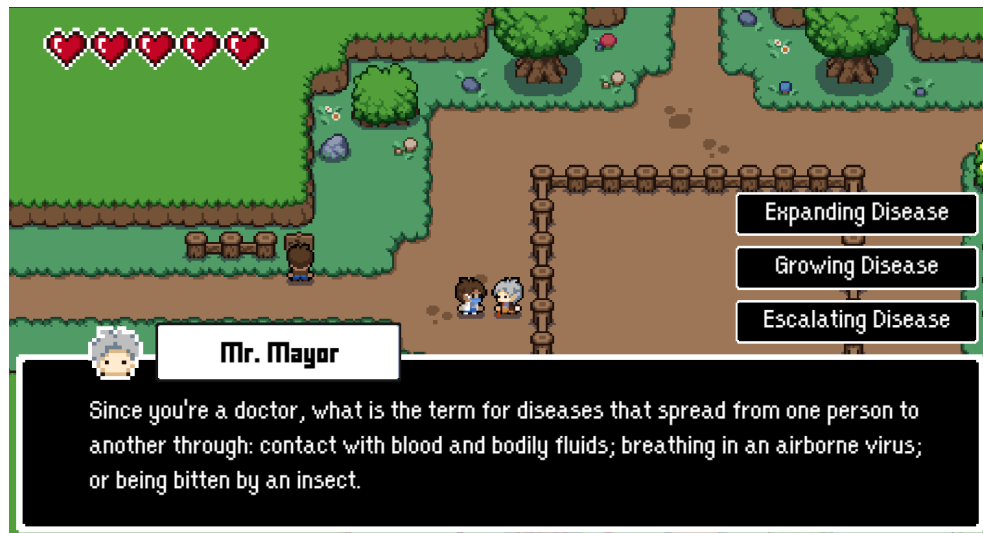 Expanding Disease
Growing Disease
Escalating Disease
Mr. Mayor
Since you're a doctor, what is the term for diseases that spread from one person to
another through: contact with blood and bodily fluids; breathing in an airborne virus;
or being bitten by an insect.